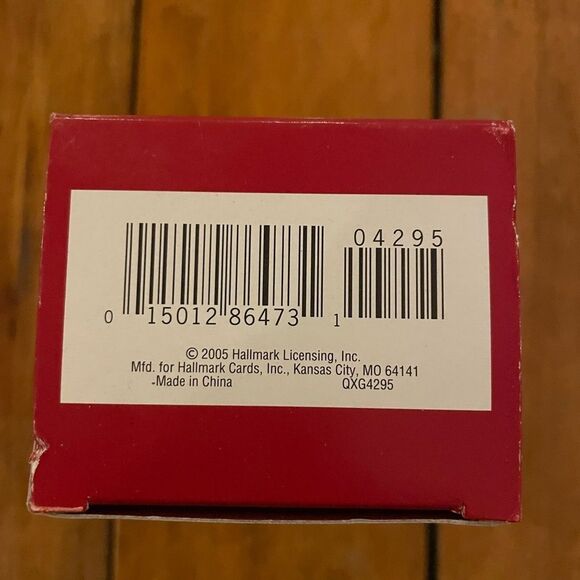 04295
0 15012 86473 1
© 2005 Hallmark Licensing, Inc.
Mfd. for Hallmark Cards, Inc., Kansas City, MO 64141
Made in China QXG4295